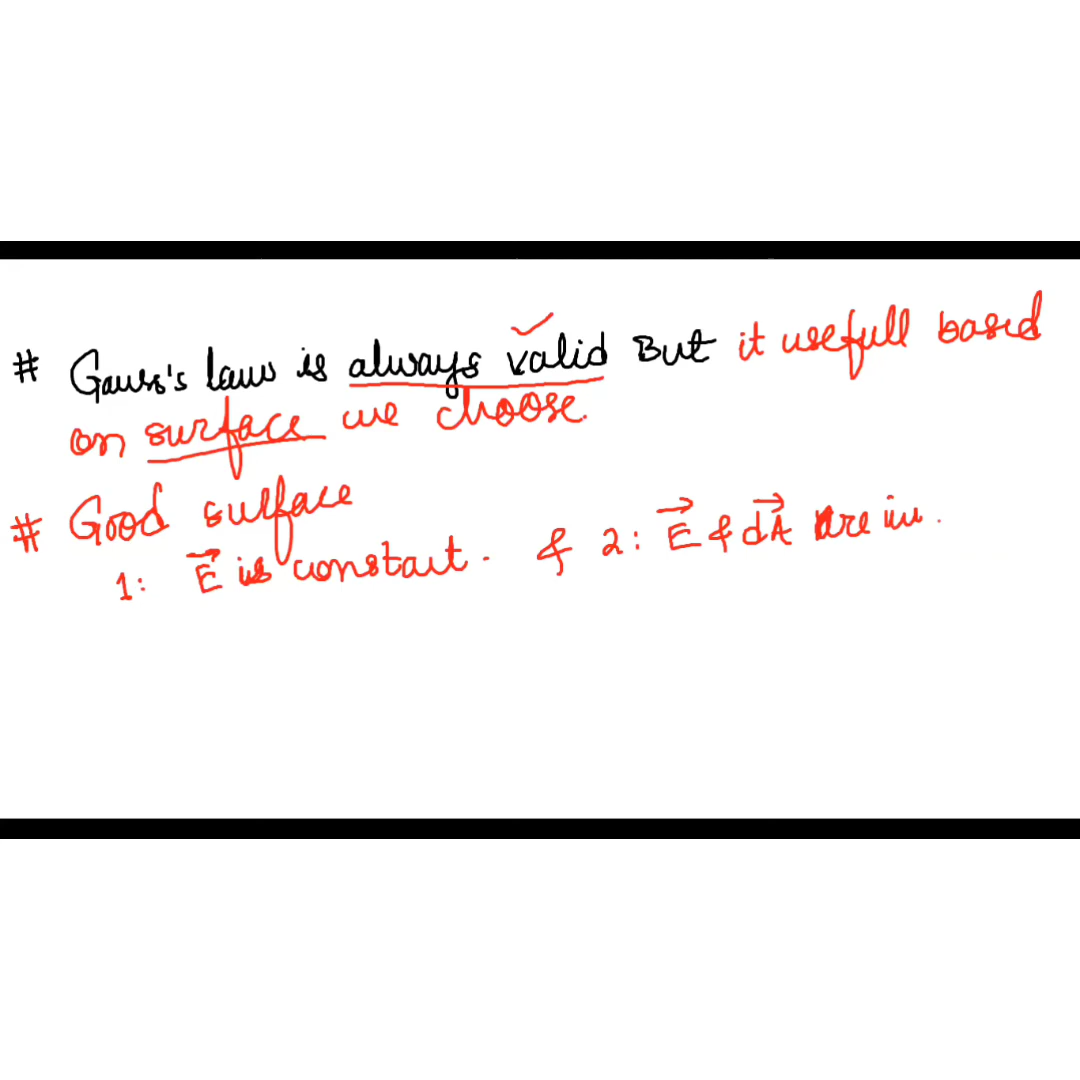 # Gauss's law is always valid But it usefull based
on surface we choose.
# Good surface
1: E⃗ is constant. & 2: E⃗ & dA⃗ are in.